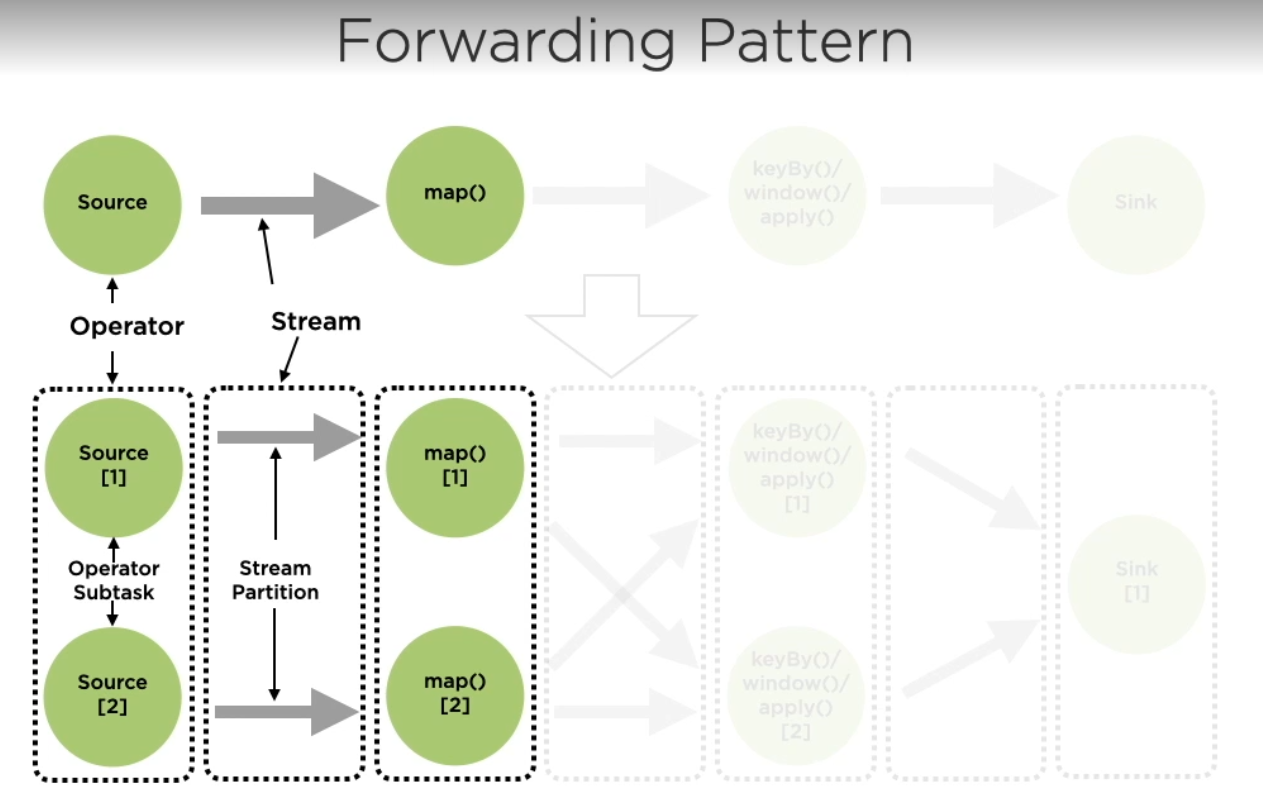 Forwarding Pattern
Source
map()
keyBy()/
window()/
apply()
Sink
Operator
Stream
Source
[1]
map()
[1]
keyBy()/
window()/
apply()
[1]
Operator
Subtask
Stream
Partition
Sink
[1]
Source
[2]
map()
[2]
keyBy()/
window()/
apply()
[2]